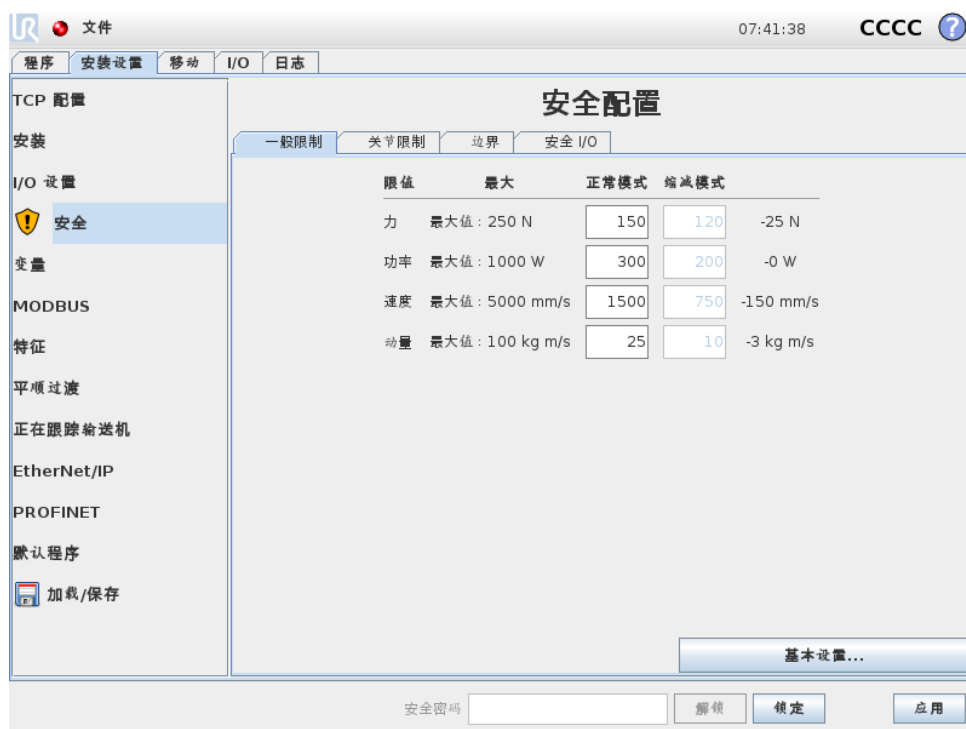 UR 文件 07:41:38 CCCC ?
程序 安装设置 移动 I/O 日志
TCP 配置
安装
I/O 设置
安全
变量
MODBUS
特征
平顺过渡
正在跟踪输送机
EtherNet/IP
PROFINET
默认程序
加载/保存
安全配置
一般限制 关节限制 边界 安全 I/O
限值 最大 正常模式 缩减模式
力 最大值 : 250 N 150 120 -25 N
功率 最大值 : 1000 W 300 200 -0 W
速度 最大值 : 5000 mm/s 1500 750 -150 mm/s
动量 最大值 : 100 kg m/s 25 10 -3 kg m/s
基本设置...
安全密码 解锁 锁定 应用